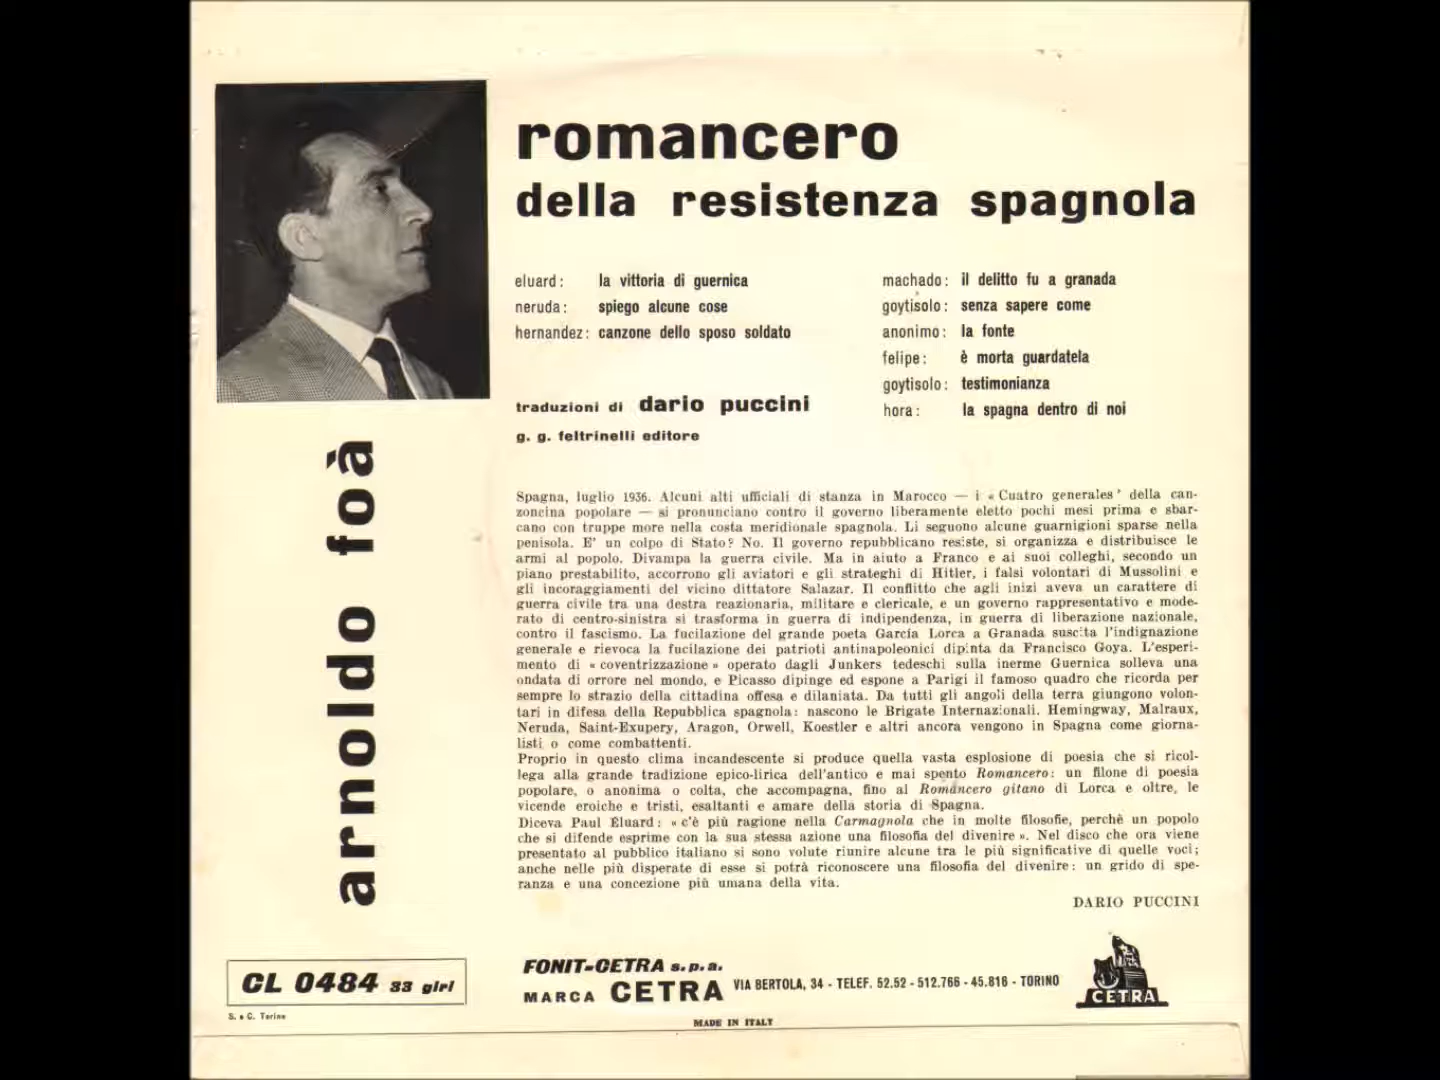 romancero
della resistenza spagnola
eluard: la vittoria di guernica
neruda: spiego alcune cose
hernandez: canzone dello sposo soldato
machado: il delitto fu a granada
goytisolo: senza sapere come
anonimo: la fonte
felipe: è morta guardatela
goytisolo: testimonianza
hora: la spagna dentro di noi
traduzioni di dario puccini
g. g. feltrinelli editore
arnoldo foà
Spagna, luglio 1936. Alcuni alti ufficiali di stanza in Marocco — i « Cuatro generales ' della can-
zoncina popolare — si pronunciano contro il governo liberamente eletto pochi mesi prima e sbar-
cano con truppe more nella costa meridionale spagnola. Li seguono alcune guarnigioni sparse nella
penisola. E' un colpo di Stato? No. Il governo repubblicano resiste, si organizza e distribuisce le
armi al popolo. Divampa la guerra civile. Ma in aiuto a Franco e ai suoi colleghi, secondo un
piano prestabilito, accorrono gli aviatori e gli strateghi di Hitler, i falsi volontari di Mussolini e
gli incoraggiamenti del vicino dittatore Salazar. Il conflitto che agli inizi aveva un carattere di
guerra civile tra una destra reazionaria, militare e clericale, e un governo rappresentativo e mode-
rato di centro-sinistra si trasforma in guerra di indipendenza, in guerra di liberazione nazionale,
contro il fascismo. La fucilazione del grande poeta García Lorca a Granada suscita l'indignazione
generale e rievoca la fucilazione dei patrioti antinapoleonici dipinta da Francisco Goya. L'esperi-
mento di « coventrizzazione » operato dagli Junkers tedeschi sulla inerme Guernica solleva una
ondata di orrore nel mondo, e Picasso dipinge ed espone a Parigi il famoso quadro che ricorda per
sempre lo strazio della cittadina offesa e dilaniata. Da tutti gli angoli della terra giungono volon-
tari in difesa della Repubblica spagnola: nascono le Brigate Internazionali. Hemingway, Malraux,
Neruda, Saint-Exupery, Aragon, Orwell, Koestler e altri ancora vengono in Spagna come giorna-
listi o come combattenti.
Proprio in questo clima incandescente si produce quella vasta esplosione di poesia che si ricol-
lega alla grande tradizione epico-lirica dell'antico e mai spento Romancero: un filone di poesia
popolare, o anonima o colta, che accompagna, fino al Romancero gitano di Lorca e oltre, le
vicende eroiche e tristi, esaltanti e amare della storia di Spagna.
Diceva Paul Éluard: « c'è più ragione nella Carmagnola che in molte filosofie, perchè un popolo
che si difende esprime con la sua stessa azione una filosofia del divenire ». Nel disco che ora viene
presentato al pubblico italiano si sono volute riunire alcune tra le più significative di quelle voci;
anche nelle più disperate di esse si potrà riconoscere una filosofia del divenire: un grido di spe-
ranza e una concezione più umana della vita.
DARIO PUCCINI
CL 0484 33 giri
S. e C. Torino
FONIT-CETRA s.p.a.
MARCA CETRA VIA BERTOLA, 34 - TELEF. 52.52 - 512.766 - 45.816 - TORINO
CETRA
MADE IN ITALY